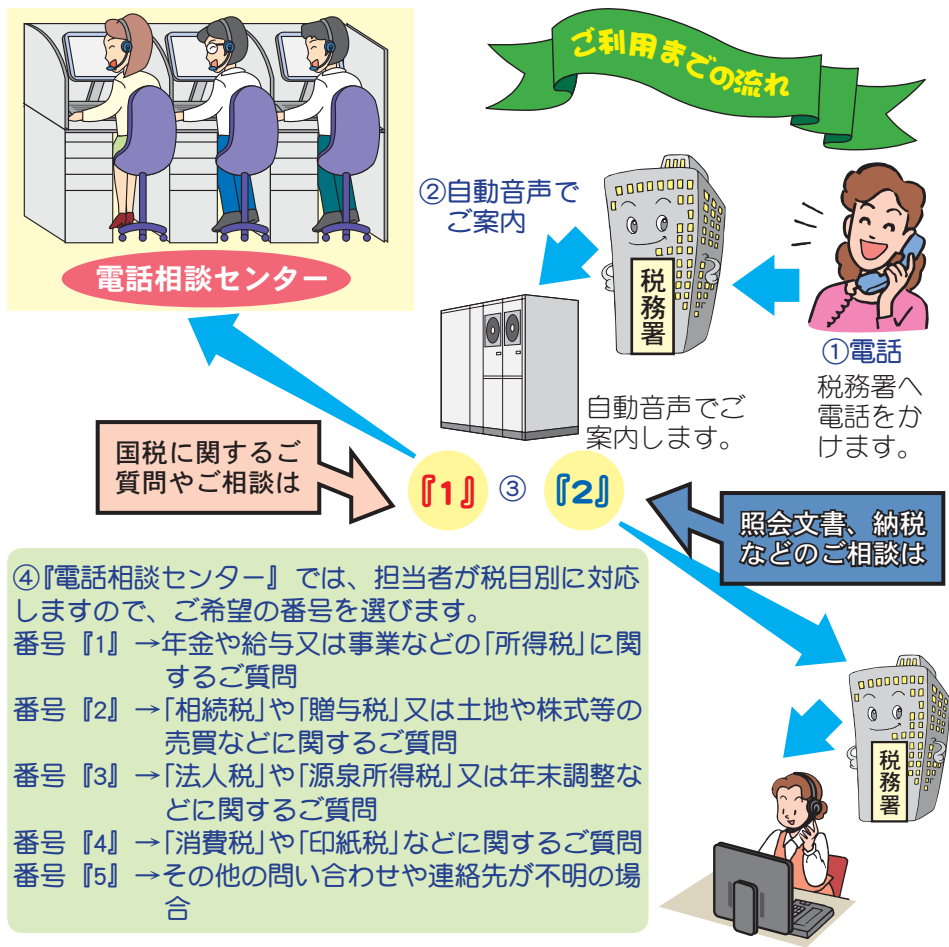 ご利用までの流れ
電話相談センター
②自動音声で
ご案内
税務署
①電話
税務署へ
電話をか
けます。
自動音声でご
案内します。
国税に関するご
質問やご相談は
『1』 ③ 『2』
照会文書、納税
などのご相談は
④『電話相談センター』では、担当者が税目別に対応
しますので、ご希望の番号を選びます。
番号『1』→年金や給与又は事業などの「所得税」に関
するご質問
番号『2』→「相続税」や「贈与税」又は土地や株式等の
売買などに関するご質問
番号『3』→「法人税」や「源泉所得税」又は年末調整な
どに関するご質問
番号『4』→「消費税」や「印紙税」などに関するご質問
番号『5』→その他の問い合わせや連絡先が不明の場
合
税務署